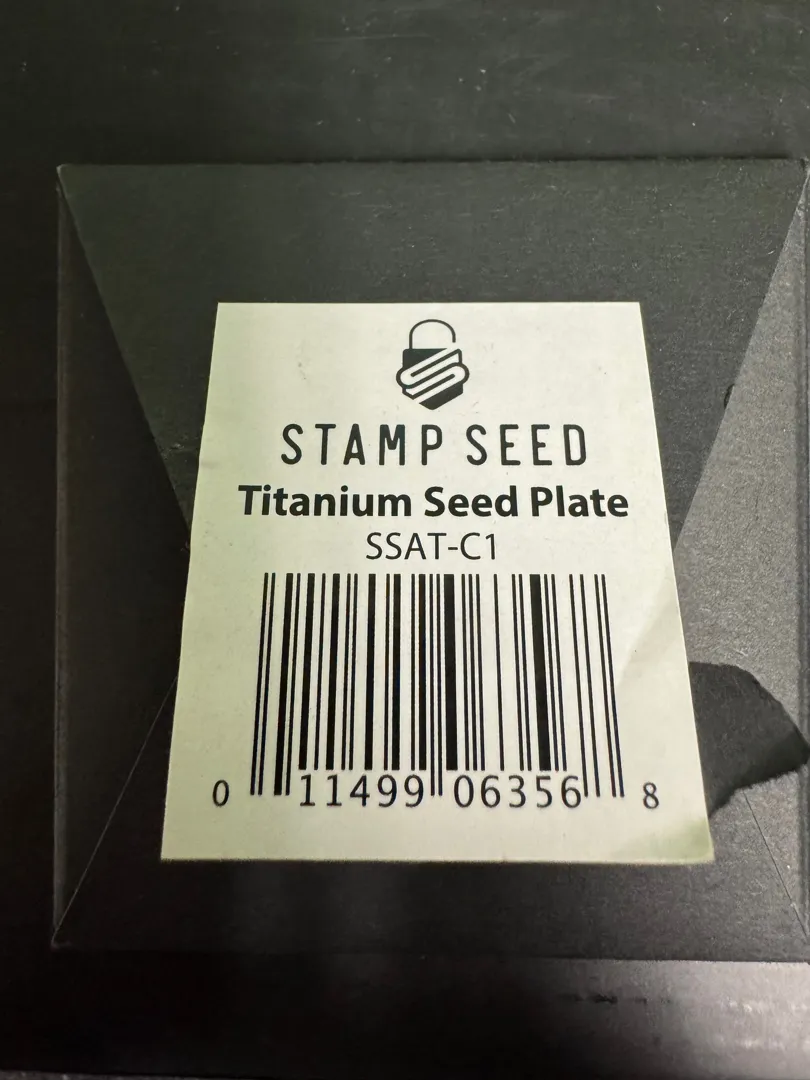 STAMP SEED
Titanium Seed Plate
SSAT-C1
0 11499 06356 8